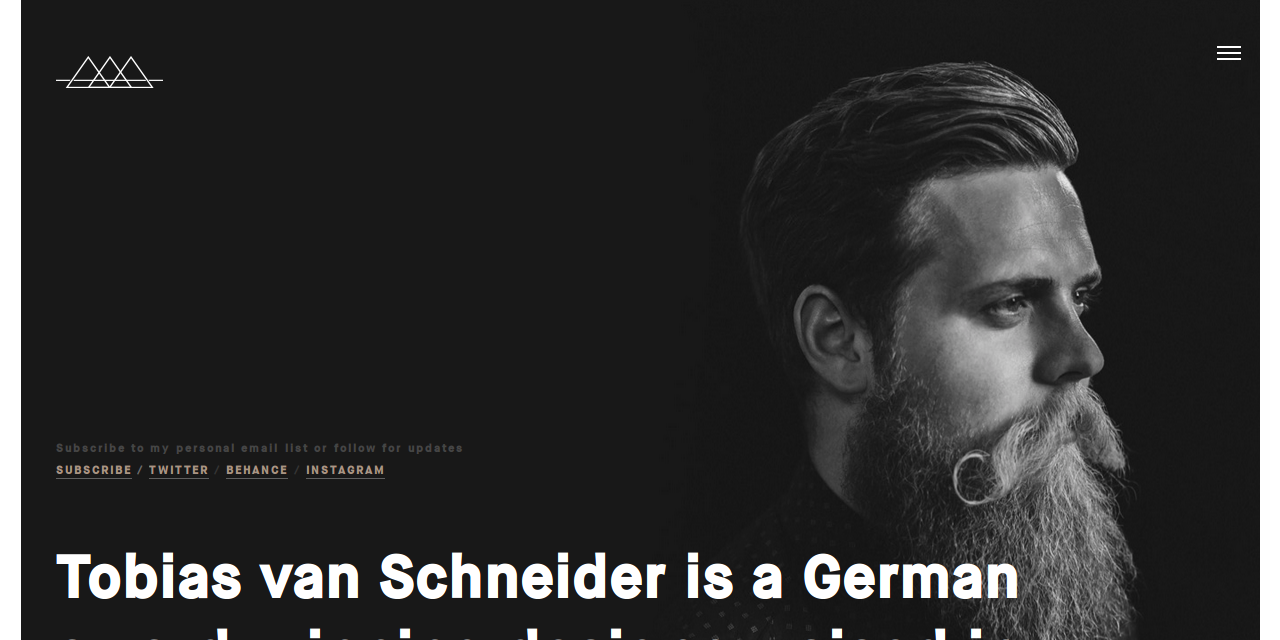 Subscribe to my personal email list or follow for updates
SUBSCRIBE / TWITTER / BEHANCE / INSTAGRAM
Tobias van Schneider is a German